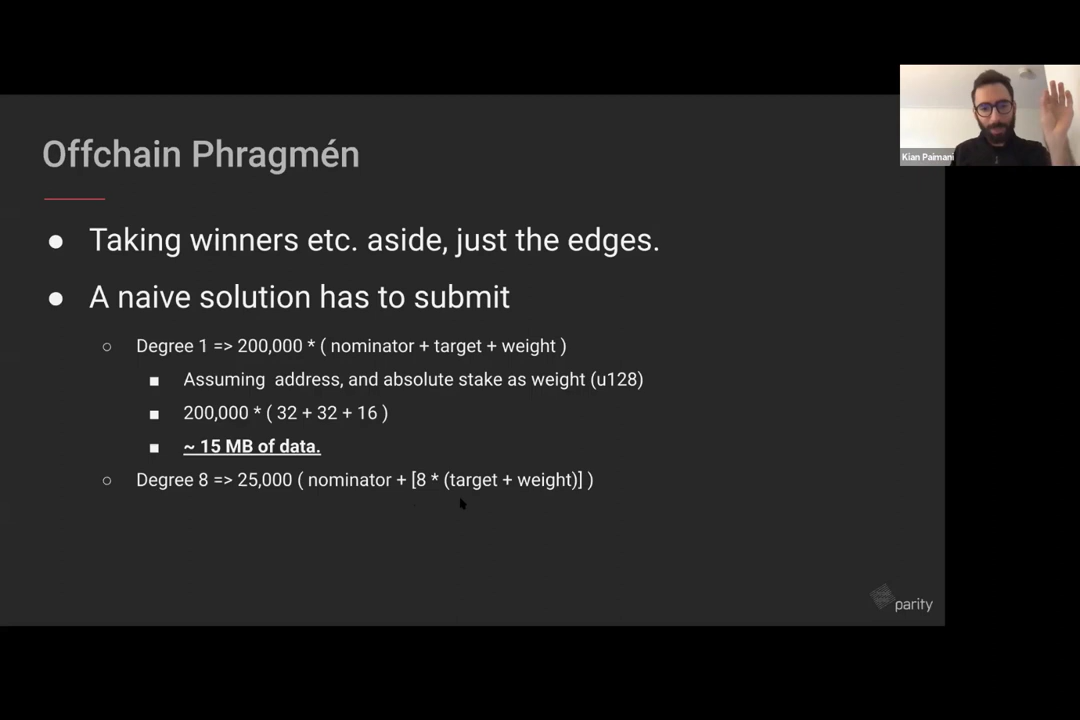 Kian Paimani
Offchain Phragmén
● Taking winners etc. aside, just the edges.
● A naive solution has to submit
○ Degree 1 => 200,000 * ( nominator + target + weight )
■ Assuming address, and absolute stake as weight (u128)
■ 200,000 * ( 32 + 32 + 16 )
■ ~ 15 MB of data.
○ Degree 8 => 25,000 ( nominator + [8 * (target + weight)] )
parity